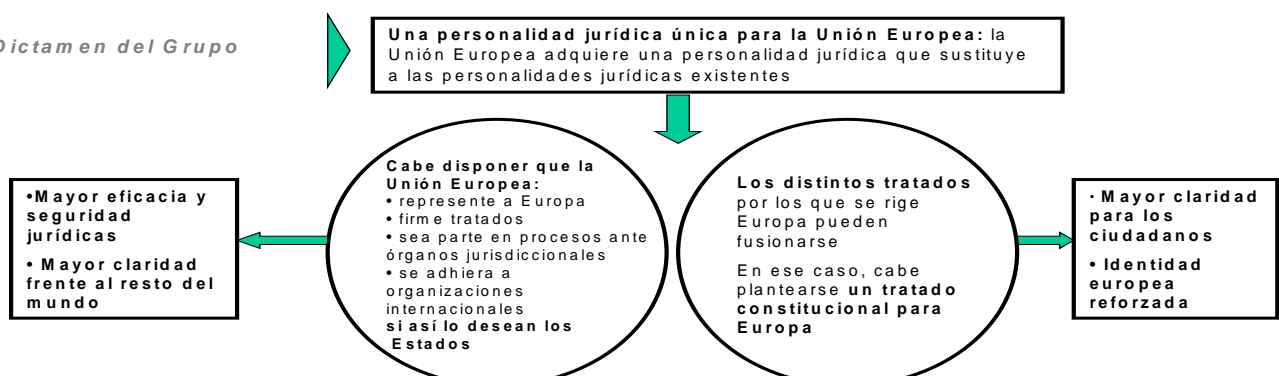 Dictamen del Grupo
Una personalidad jurídica única para la Unión Europea: la
Unión Europea adquiere una personalidad jurídica que sustituye
a las personalidades jurídicas existentes
•Mayor eficacia y
seguridad
jurídicas
• Mayor claridad
frente al resto del
mundo
Cabe disponer que la
Unión Europea:
• represente a Europa
• firme tratados
• sea parte en procesos ante
órganos jurisdiccionales
• se adhiera a
organizaciones
internacionales
si así lo desean los
Estados
Los distintos tratados
por los que se rige
Europa pueden
fusionarse
En ese caso, cabe
plantearse un tratado
constitucional para
Europa
· Mayor claridad
para los
ciudadanos
• Identidad
europea
reforzada